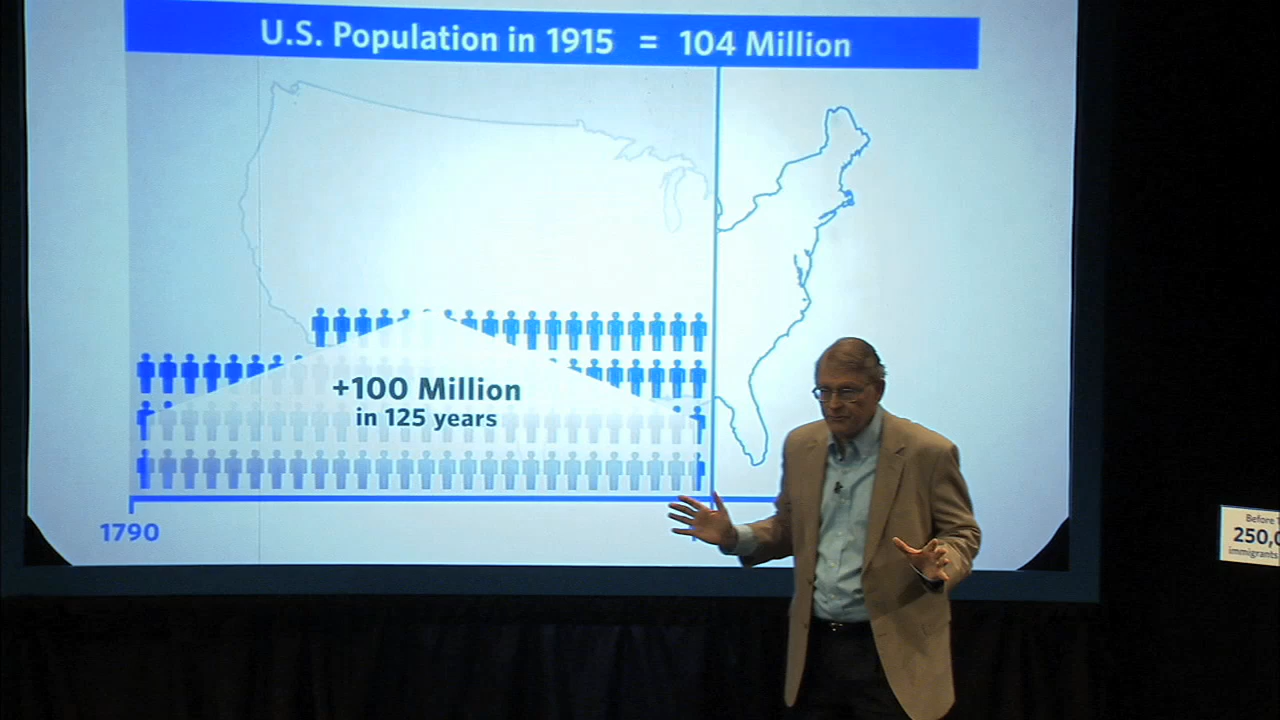 U.S. Population in 1915 = 104 Million
+100 Million
in 125 years
1790
Before
250,0
immigrants